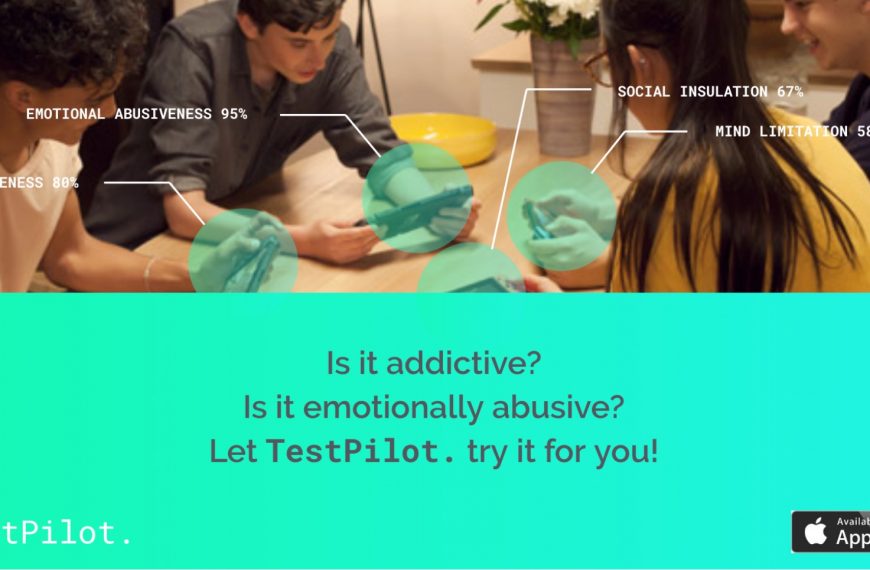 SOCIAL INSULATION 67%
EMOTIONAL ABUSIVENESS 95%
MIND LIMITATION 58
ENESS 80%
Is it addictive?
Is it emotionally abusive?
Let TestPilot. try it for you!
tPilot.
Availab
App